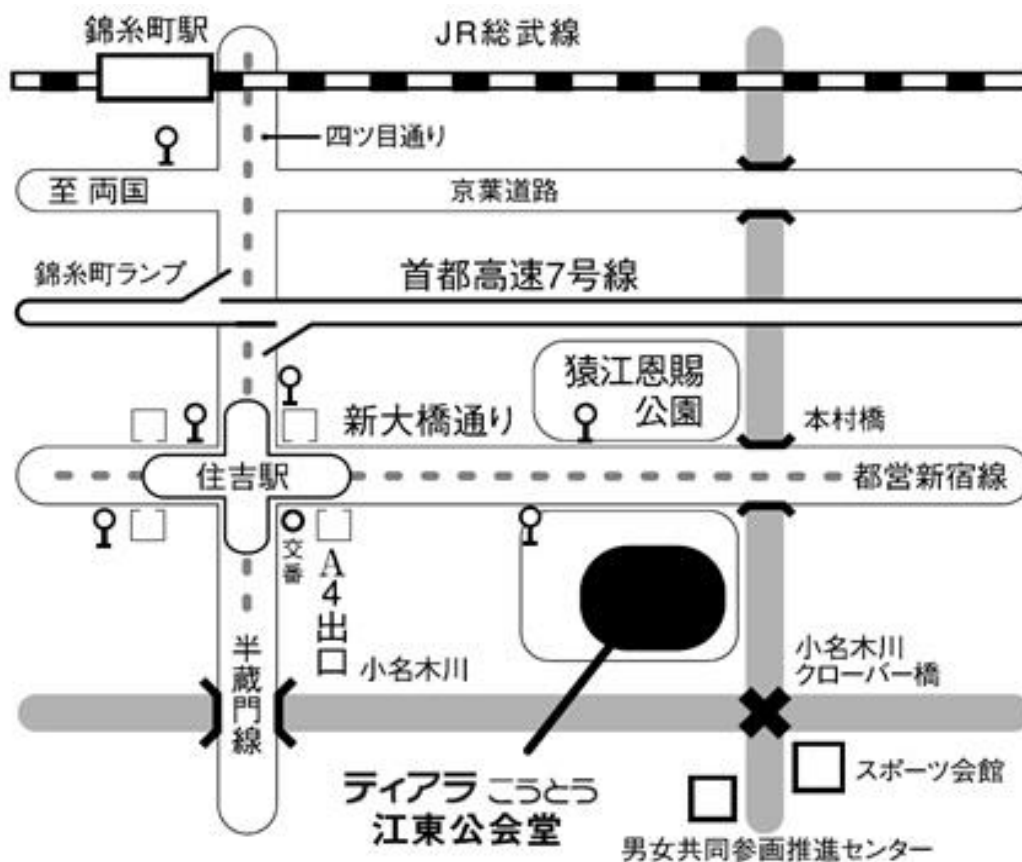 錦糸町駅
JR総武線
四ツ目通り
至 両国
京葉道路
錦糸町ランプ
首都高速7号線
猿江恩賜
公園
新大橋通り
本村橋
住吉駅
都営新宿線
交番
A4出口
半蔵門線
小名木川
小名木川
クローバー橋
ティアラ こうとう
江東公会堂
スポーツ会館
男女共同参画推進センター